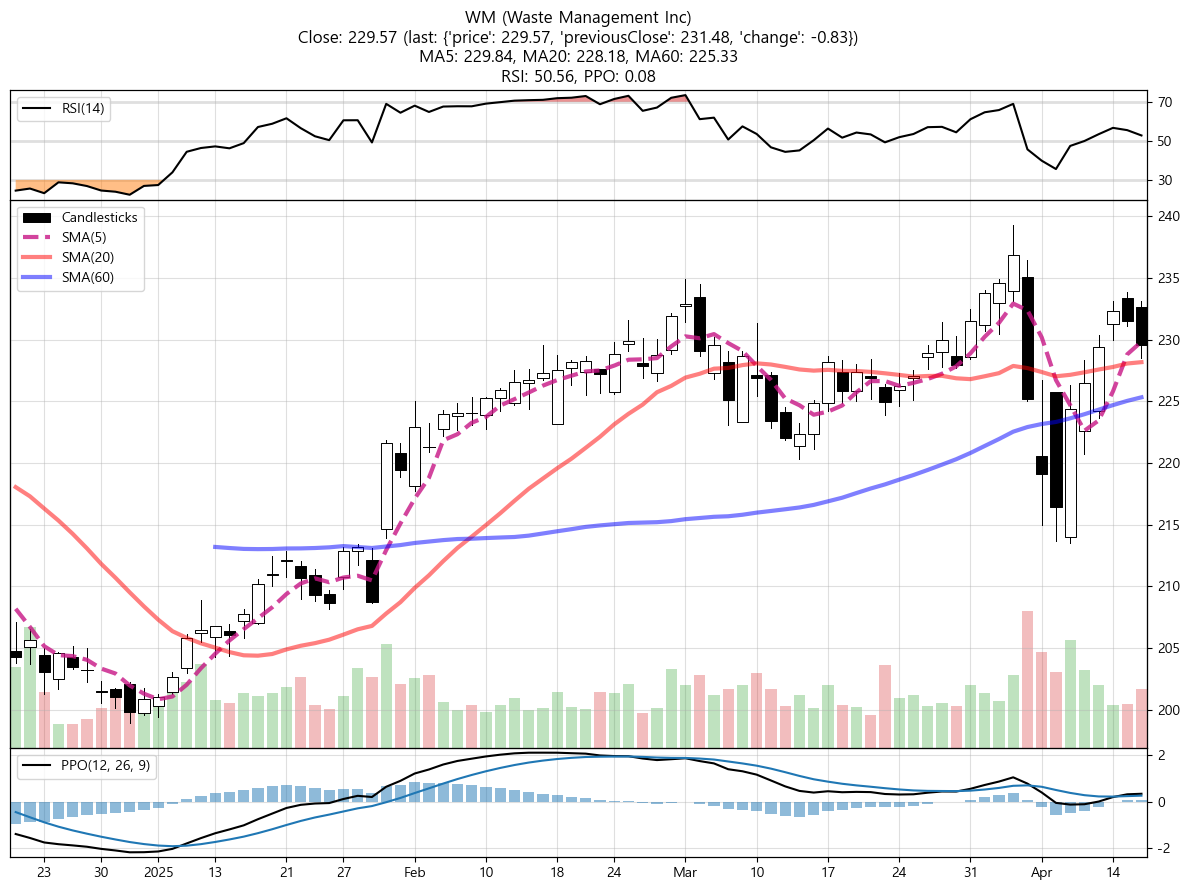 WM (Waste Management Inc)
Close: 229.57 (last: {'price': 229.57, 'previousClose': 231.48, 'change': -0.83})
MA5: 229.84, MA20: 228.18, MA60: 225.33
RSI: 50.56, PPO: 0.08
RSI(14)
70
50
30
Candlesticks
SMA(5)
SMA(20)
SMA(60)
240
235
230
225
220
215
210
205
200
PPO(12, 26, 9)
2
0
-2
23 30 2025 13 21 27 Feb 10 18 24 Mar 10 17 24 31 Apr 14